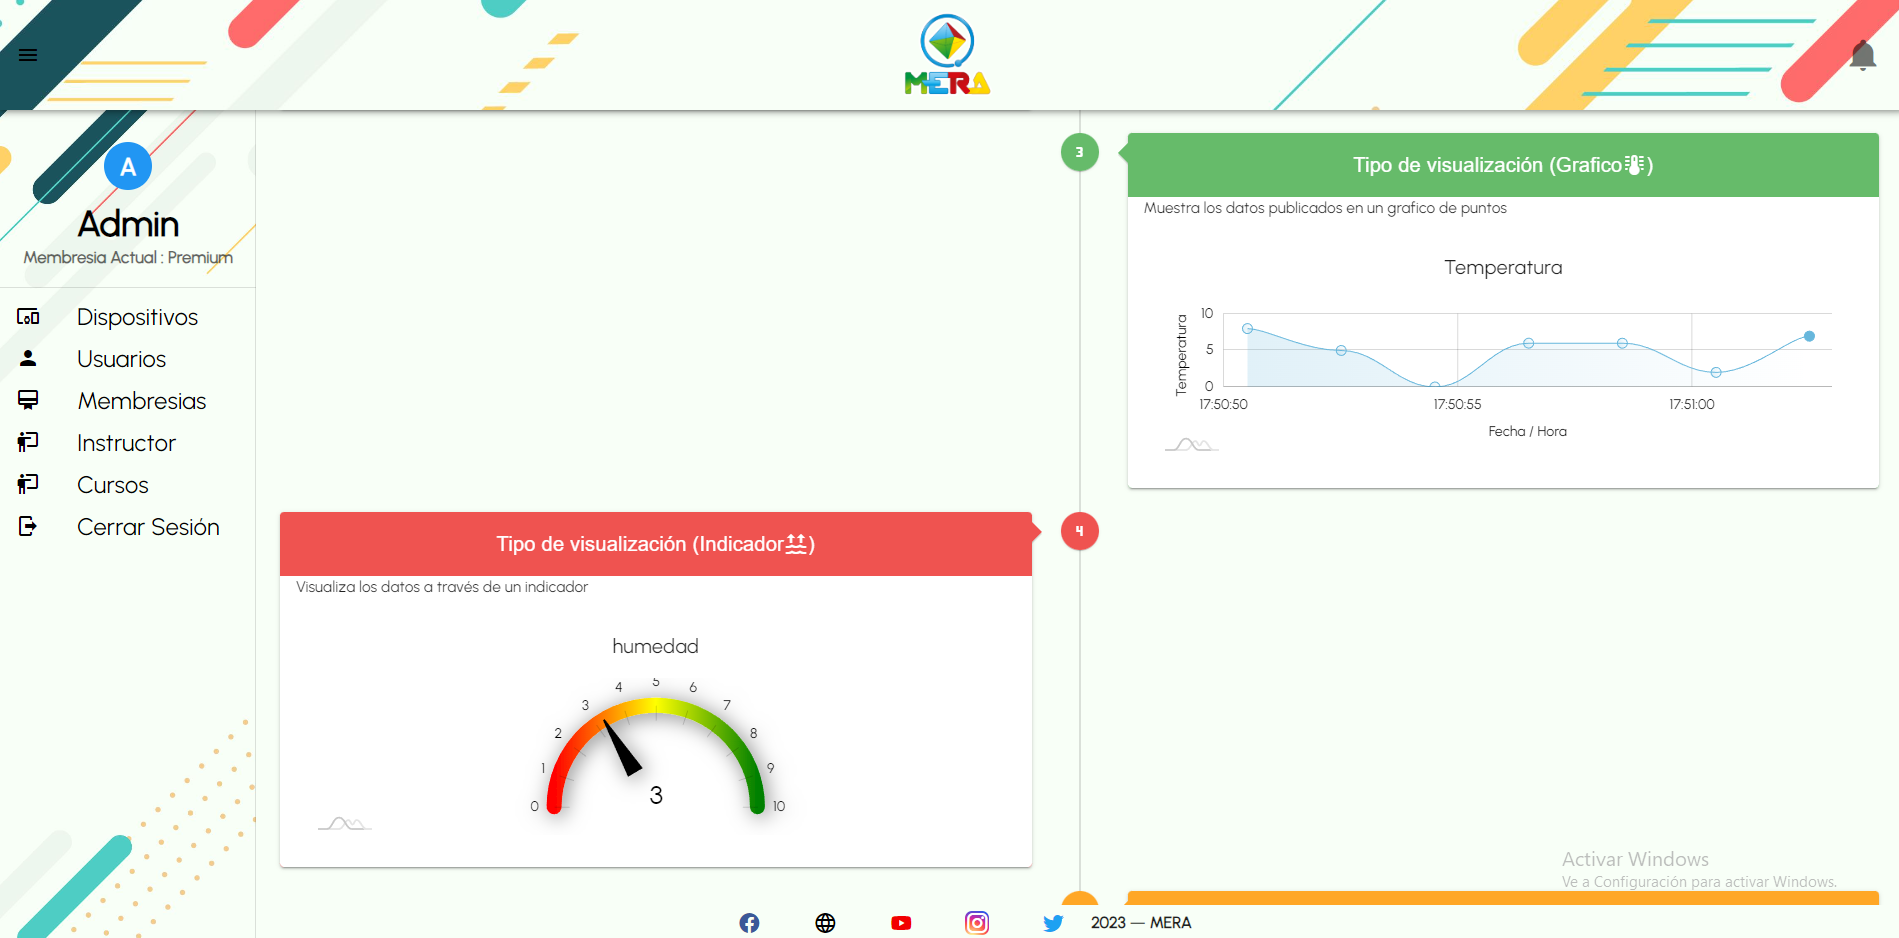 MERA
A
Admin
Membresia Actual : Premium
Dispositivos
Usuarios
Membresias
Instructor
Cursos
Cerrar Sesión
3
Tipo de visualización (Grafico)
Muestra los datos publicados en un grafico de puntos
Temperatura
Temperatura
10
5
0
17:50:50 17:50:55 17:51:00
Fecha / Hora
4
Tipo de visualización (Indicador)
Visualiza los datos a través de un indicador
humedad
0 1 2 3 4 5 6 7 8 9 10
3
Activar Windows
Ve a Configuración para activar Windows.
2023 — MERA